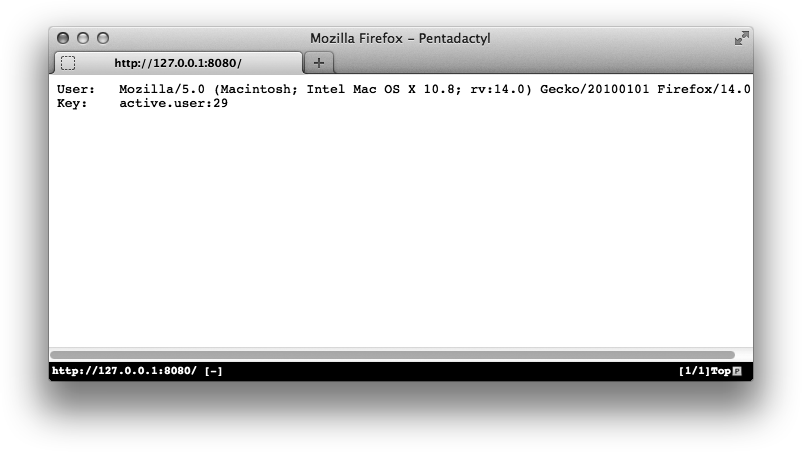 Mozilla Firefox – Pentadactyl
http://127.0.0.1:8080/
User:   Mozilla/5.0 (Macintosh; Intel Mac OS X 10.8; rv:14.0) Gecko/20100101 Firefox/14.0
Key:    active.user:29
http://127.0.0.1:8080/ [-] [1/1]Top P